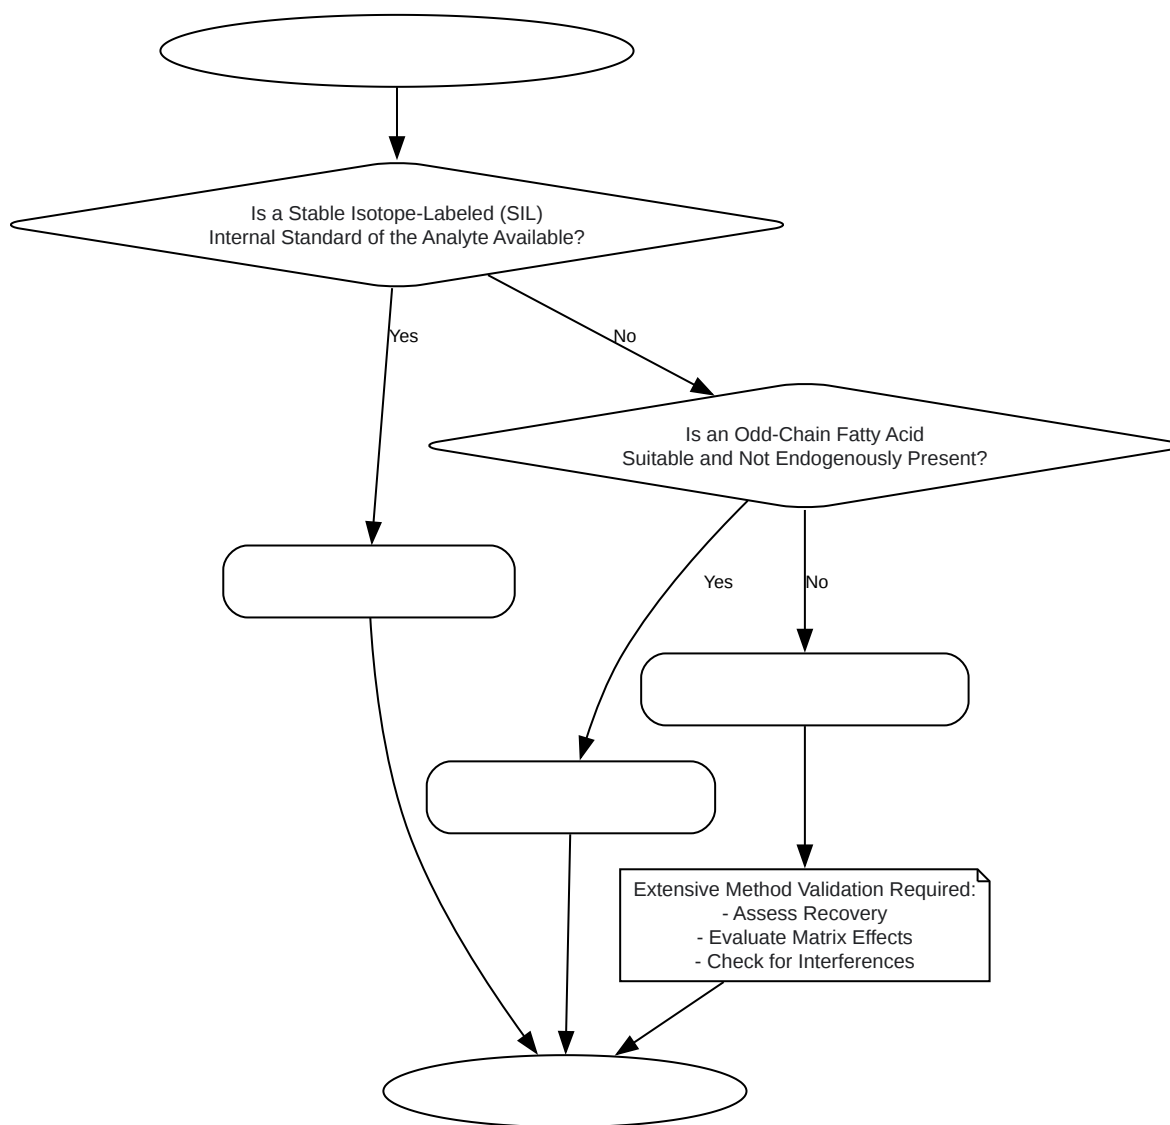 Is a Stable Isotope-Labeled (SIL)
Internal Standard of the Analyte Available?
Yes
No
Is an Odd-Chain Fatty Acid
Suitable and Not Endogenously Present?
Yes
No
Extensive Method Validation Required:
- Assess Recovery
- Evaluate Matrix Effects
- Check for Interferences